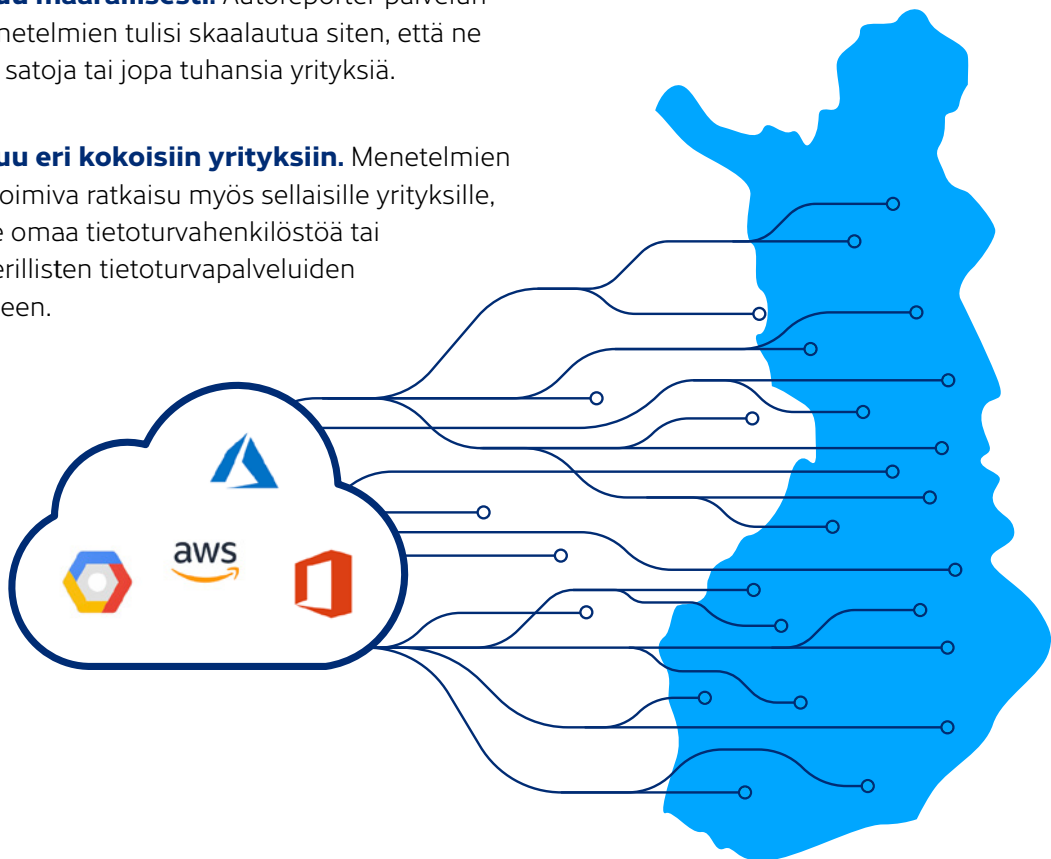 määrällisesti. Autoreporter-palvelun
netelmien tulisi skaalautua siten, että ne
satoja tai jopa tuhansia yrityksiä.
uu eri kokoisiin yrityksiin. Menetelmien
oimiva ratkaisu myös sellaisille yrityksille,
e omaa tietoturvahenkilöstöä tai
erillisten tietoturvapalveluiden
een.
aws